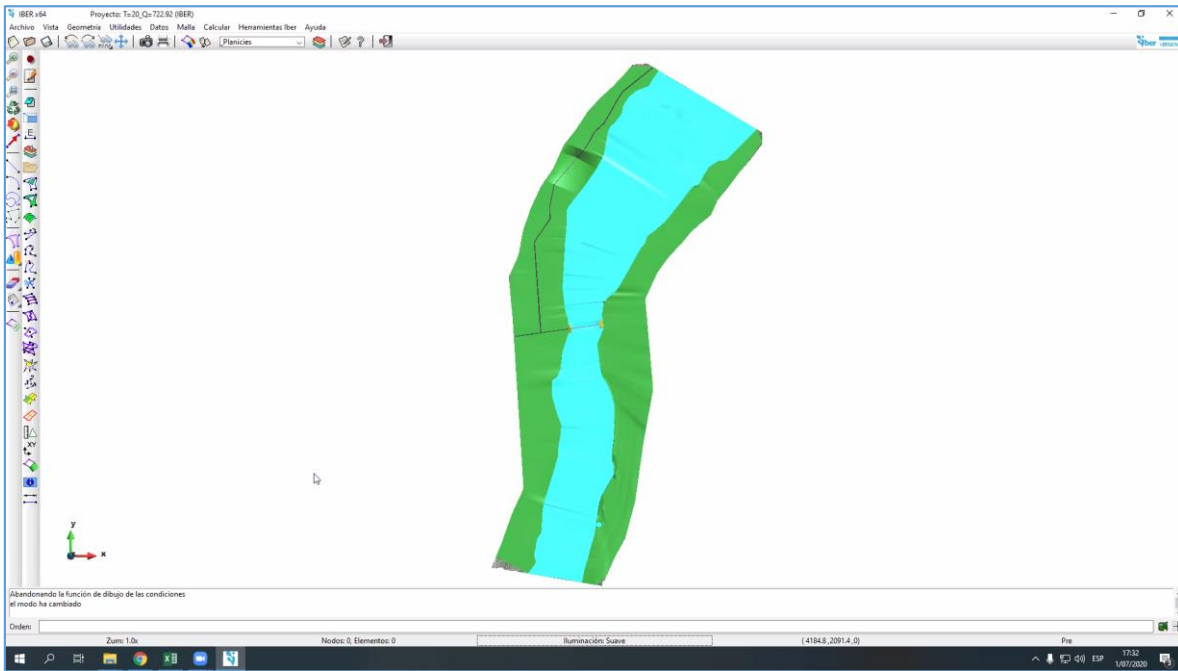 IBER x64 Proyecto: T=20_Q=722.92 (IBER)
Archivo Vista Geometría Utilidades Datos Malla Calcular Herramientas Iber Ayuda
Planicies
Iber
y
x
Abandonando la función de dibujo de las condiciones
el modo ha cambiado
Orden:
Zum: 1.0x Nodos: 0, Elementos: 0 Iluminación: Suave ( 4184.8 ,2091.4 ,0) Pre
ESP 17:32
1/07/2020